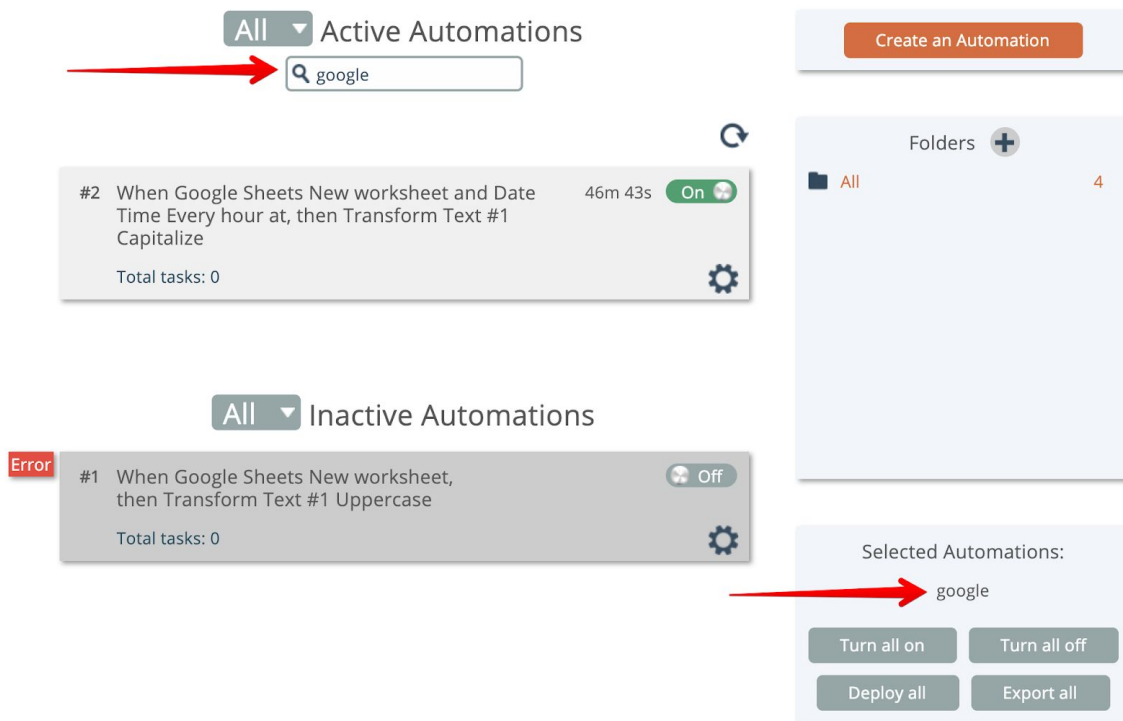 All Active Automations
google
#2 When Google Sheets New worksheet and Date 46m 43s On
Time Every hour at, then Transform Text #1
Capitalize
Total tasks: 0
All Inactive Automations
Error
#1 When Google Sheets New worksheet, Off
then Transform Text #1 Uppercase
Total tasks: 0
Create an Automation
Folders
All 4
Selected Automations:
google
Turn all on Turn all off
Deploy all Export all